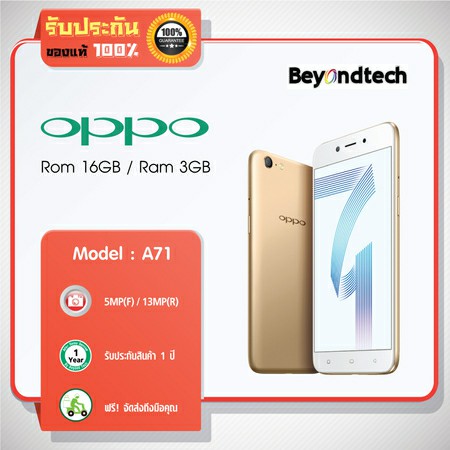 รับประกัน
ของแท้ 100%
100%
GUARANTEE
Beyondtech
oppo
Rom 16GB / Ram 3GB
oppo
Model : A71
5MP(F) / 13MP(R)
1
Year
รับประกันสินค้า 1 ปี
ฟรี! จัดส่งถึงมือคุณ